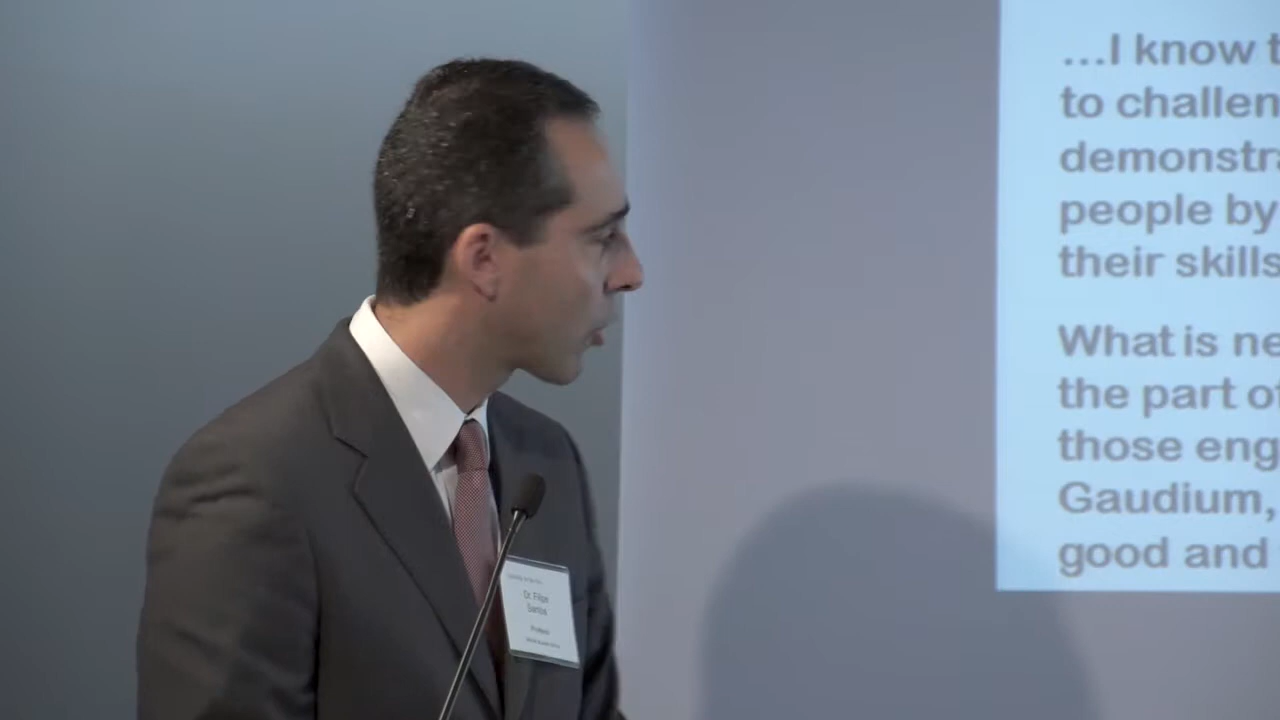 …I know t
to challen
demonstra
people by
their skills
What is ne
the part of
those eng
Gaudium,
good and
Dr. Filipe
Santos
Professor